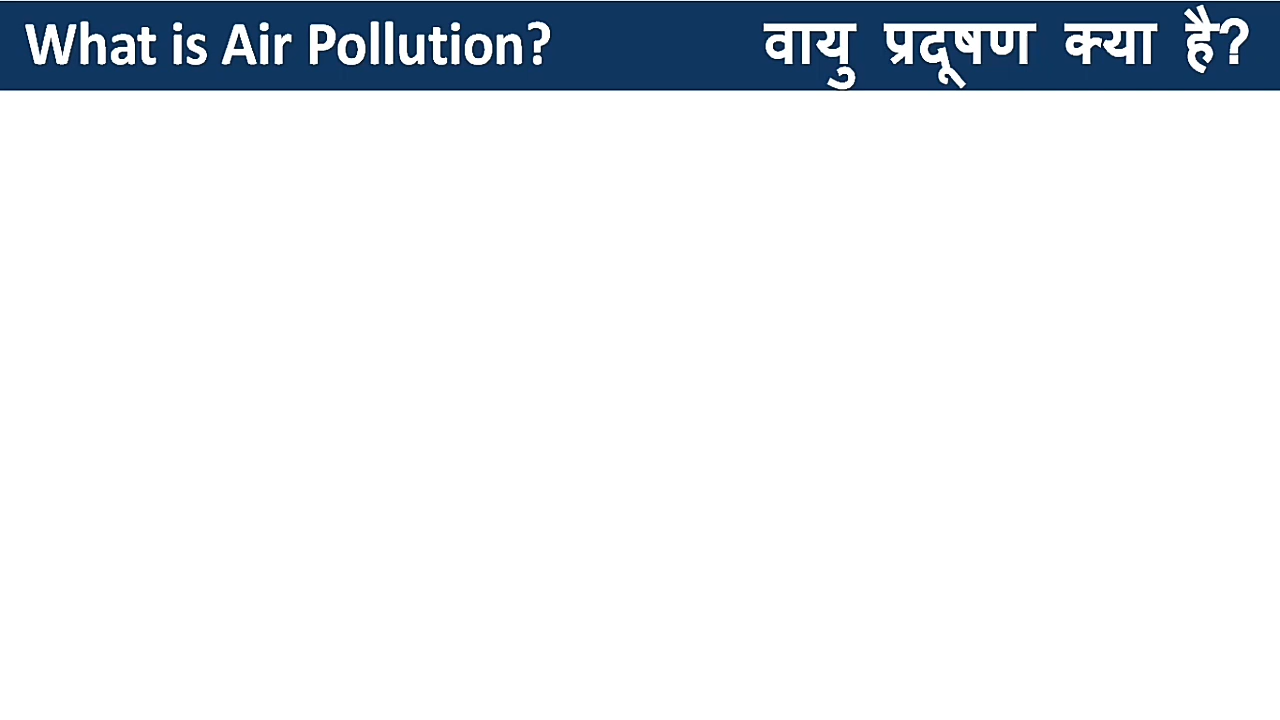 What is Air Pollution? वायु प्रदूषण क्या है?